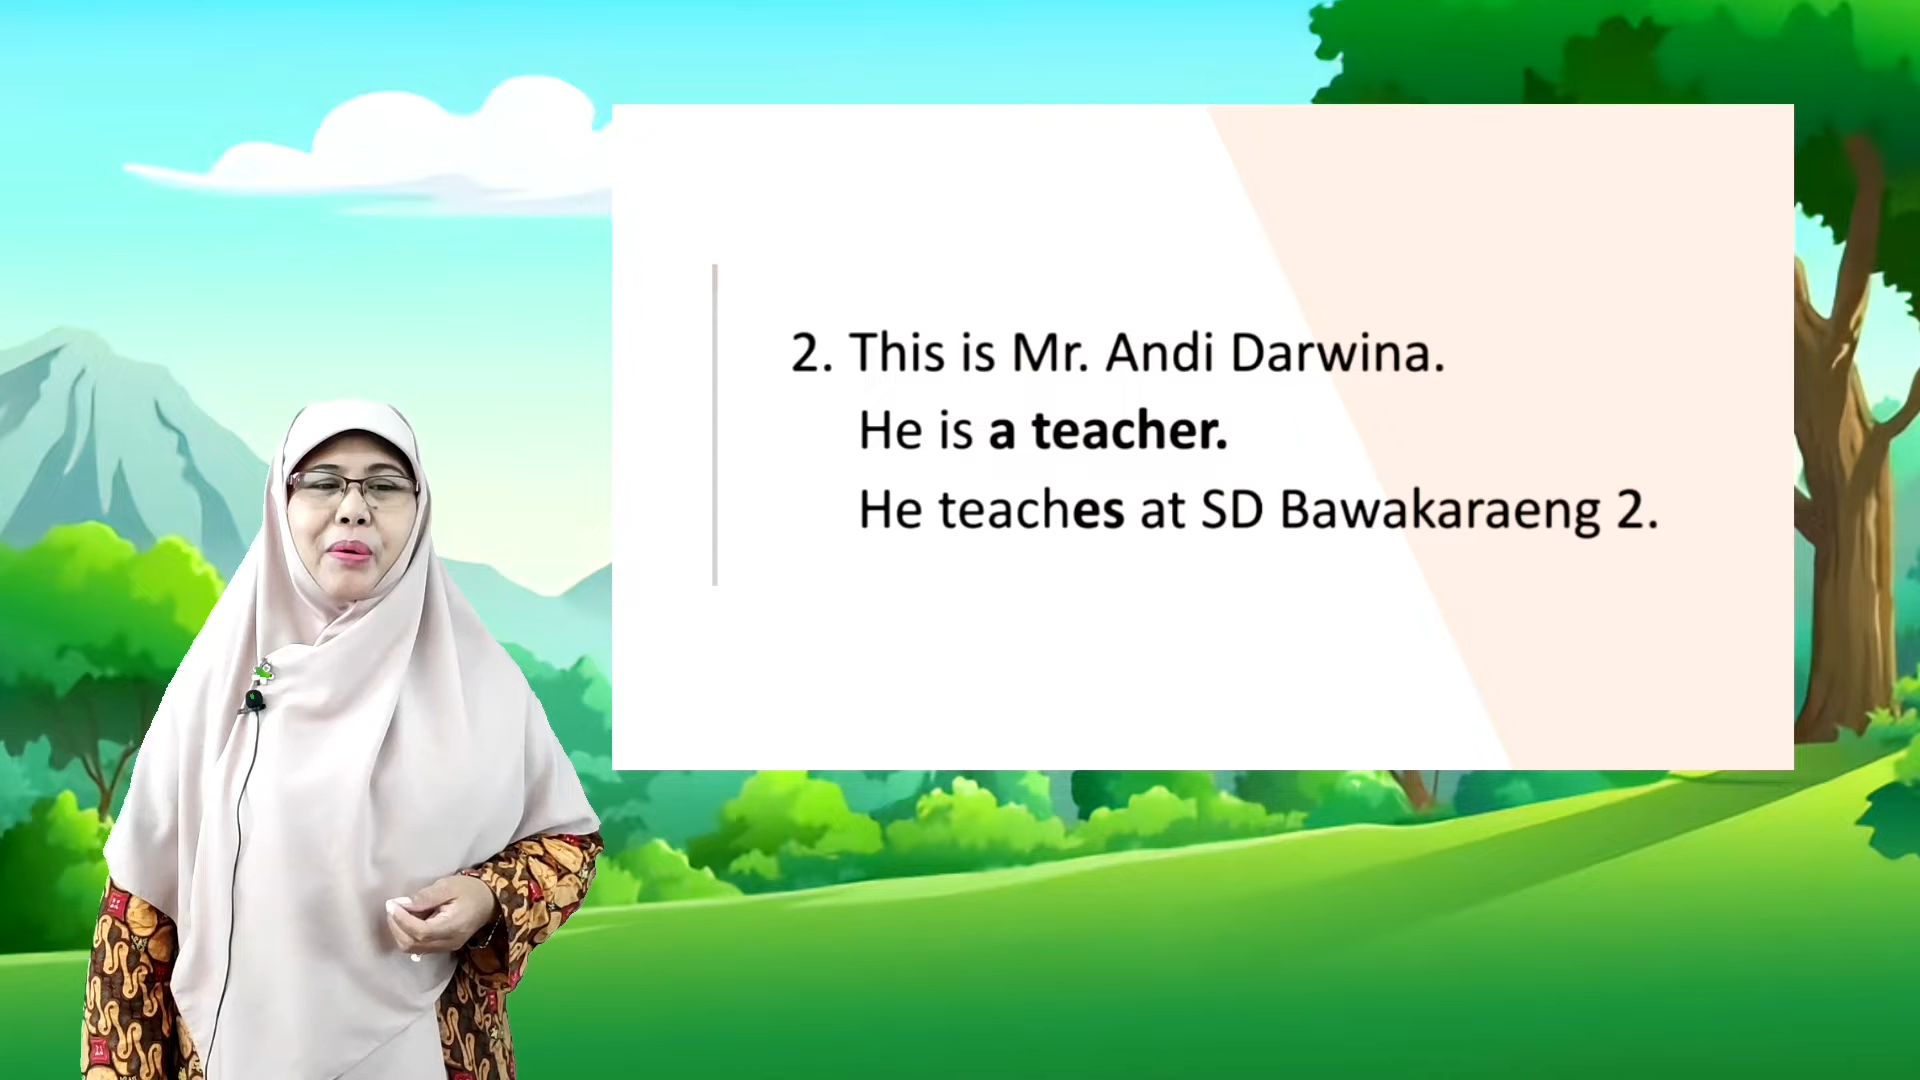 2. This is Mr. Andi Darwina.
He is a teacher.
He teaches at SD Bawakaraeng 2.